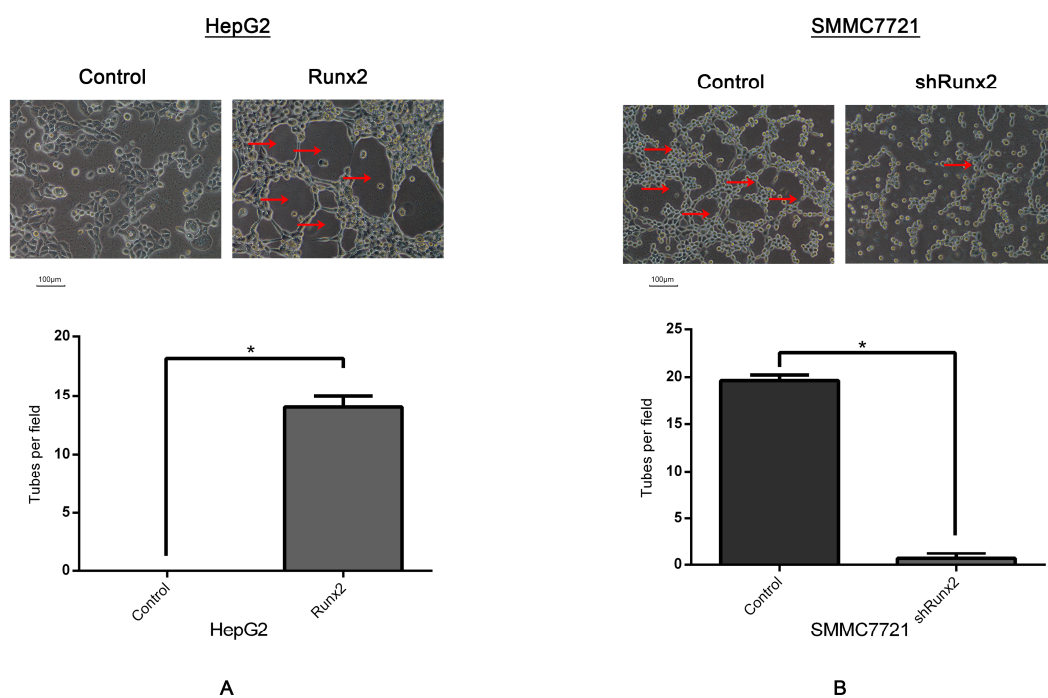 HepG2
Control Runx2
100μm
20
15
10
5
0
Tubes per field
*
Control
Runx2
HepG2
A
SMMC7721
Control shRunx2
100μm
25
20
15
10
5
0
Tubes per field
*
Control
shRunx2
SMMC7721
B